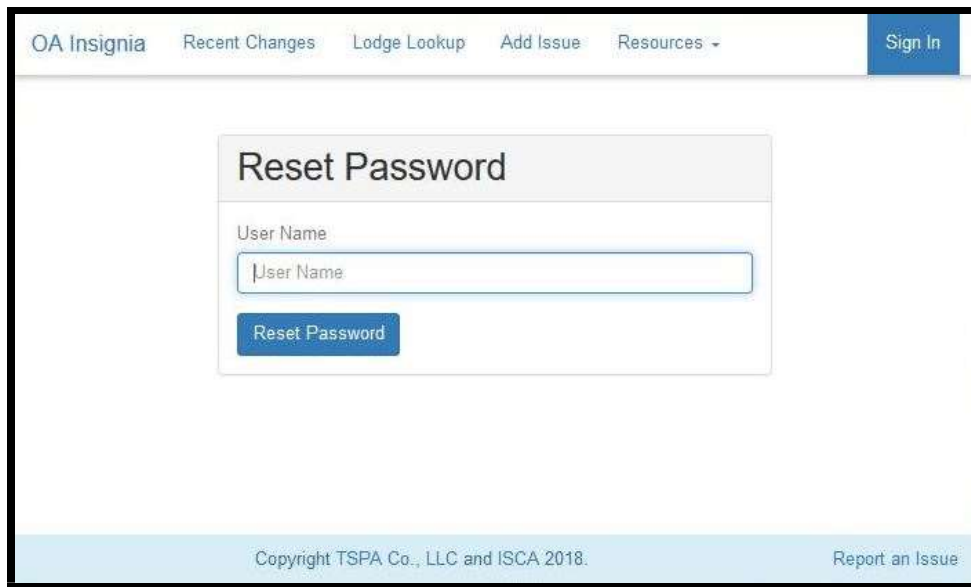 OA Insignia Recent Changes Lodge Lookup Add Issue Resources Sign In
Reset Password
User Name
User Name
Reset Password
Copyright TSPA Co., LLC and ISCA 2018. Report an Issue